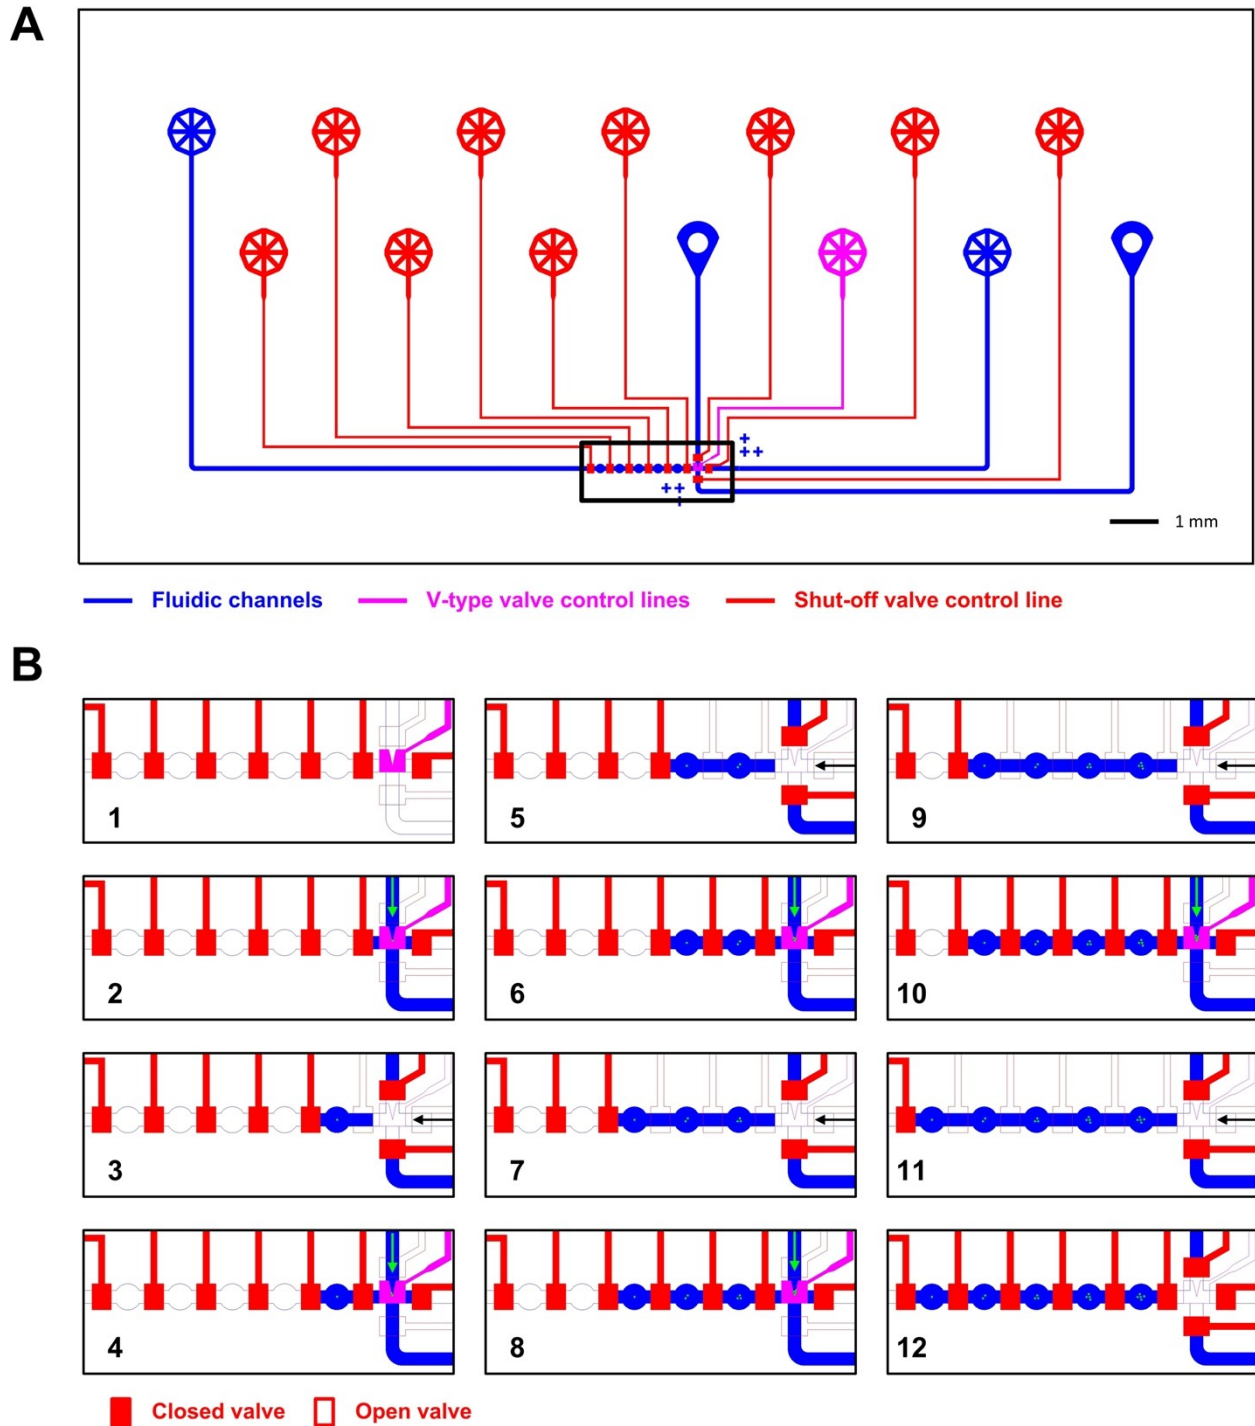 A
1 mm
Fluidic channels V-type valve control lines Shut-off valve control line
B
1 5 9
2 6 10
3 7 11
4 8 12
Closed valve Open valve